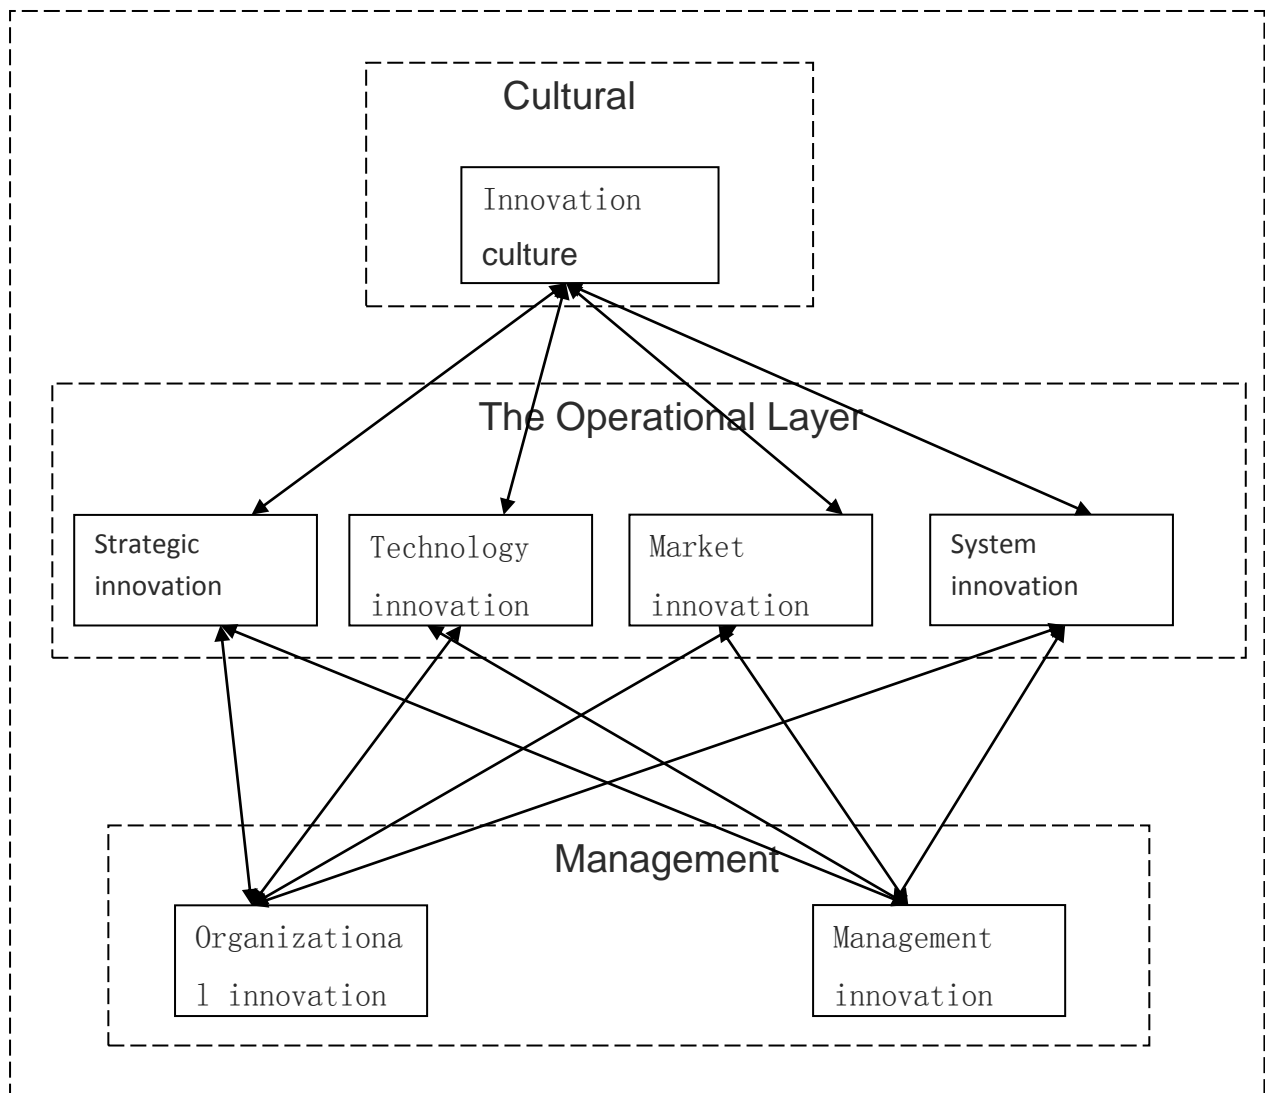 Cultural
Innovation
culture
The Operational Layer
Strategic
innovation
Technology
innovation
Market
innovation
System
innovation
Management
Organizationa
l innovation
Management
innovation